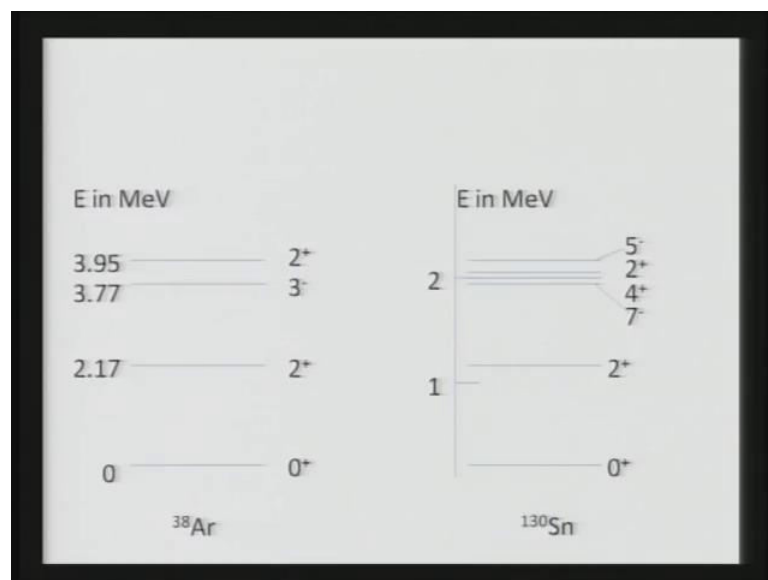 E in MeV
3.95 2⁺
3.77 3⁻
2.17 2⁺
0 0⁺
³⁸Ar
E in MeV
5⁻
2⁺
2 4⁺
7⁻
2⁺
1
0⁺
¹³⁰Sn